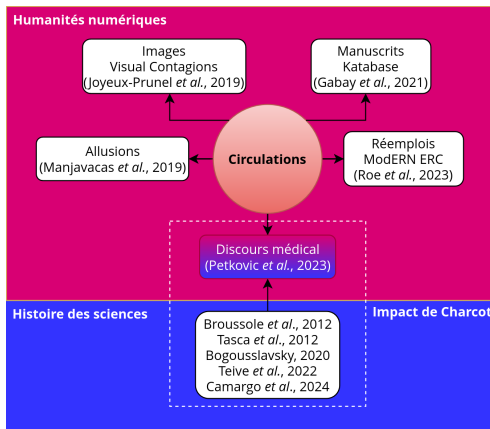 Humanités numériques
Images
Visual Contagions
(Joyeux-Prunel et al., 2019)
Manuscrits
Katabase
(Gabay et al., 2021)
Allusions
(Manjavacas et al., 2019)
Circulations
Réemplois
ModERN ERC
(Roe et al., 2023)
Discours médical
(Petkovic et al., 2023)
Histoire des sciences
Impact de Charcot
Broussole et al., 2012
Tasca et al., 2012
Bogousslavsky, 2020
Teive et al., 2022
Camargo et al., 2024